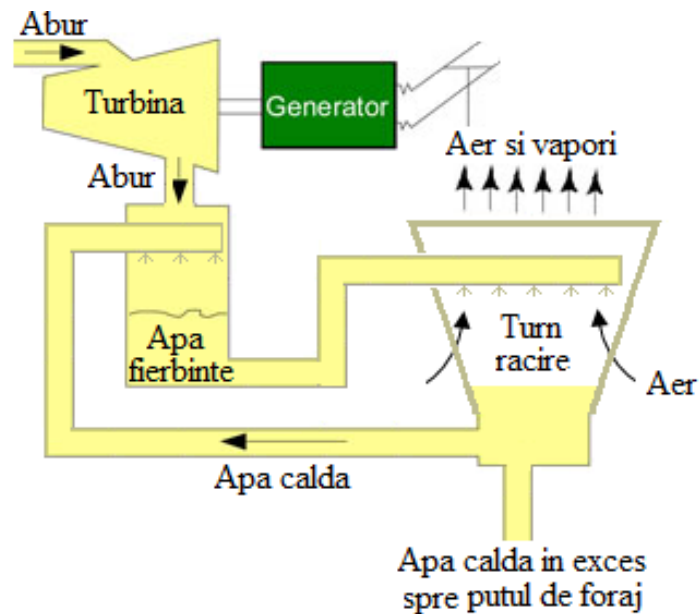 Abur
Turbina
Generator
Aer si vapori
Abur
Apa
fierbinte
Turn
racire
Aer
Apa calda
Apa calda in exces
spre putul de foraj